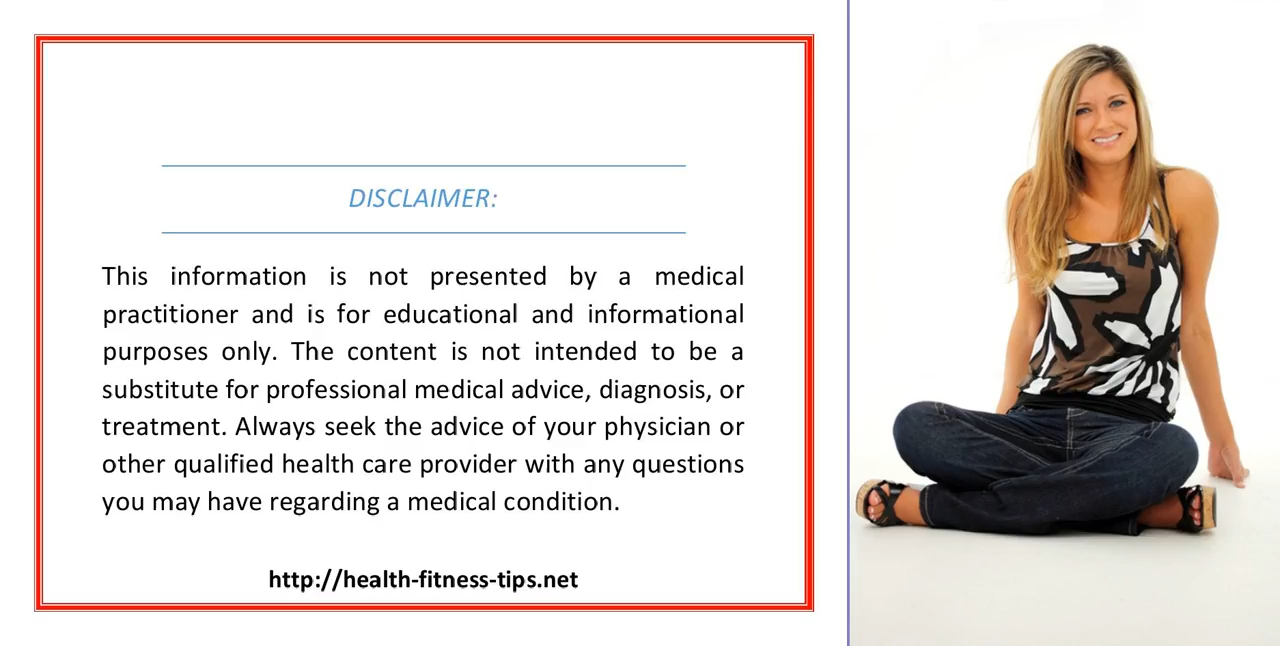 DISCLAIMER:
This information is not presented by a medical
practitioner and is for educational and informational
purposes only. The content is not intended to be a
substitute for professional medical advice, diagnosis, or
treatment. Always seek the advice of your physician or
other qualified health care provider with any questions
you may have regarding a medical condition.
http://health-fitness-tips.net